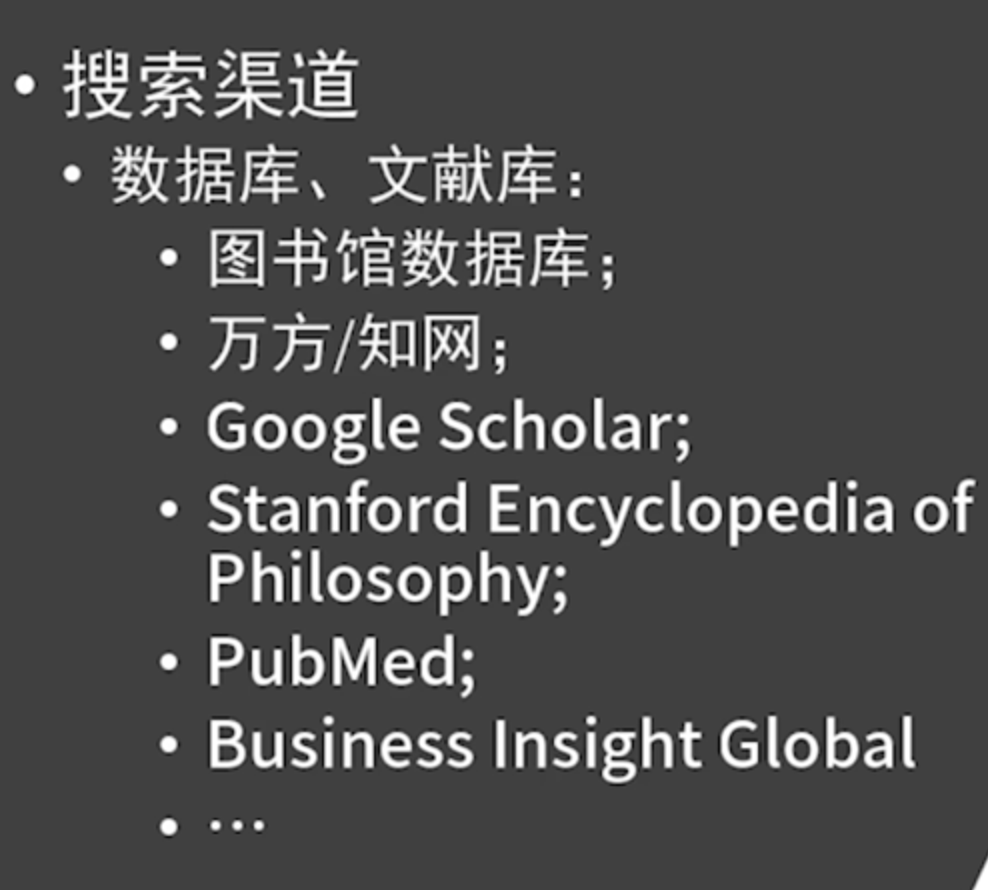 • 搜索渠道
• 数据库、文献库：
• 图书馆数据库；
• 万方/知网；
• Google Scholar;
• Stanford Encyclopedia of
Philosophy;
• PubMed;
• Business Insight Global
• …